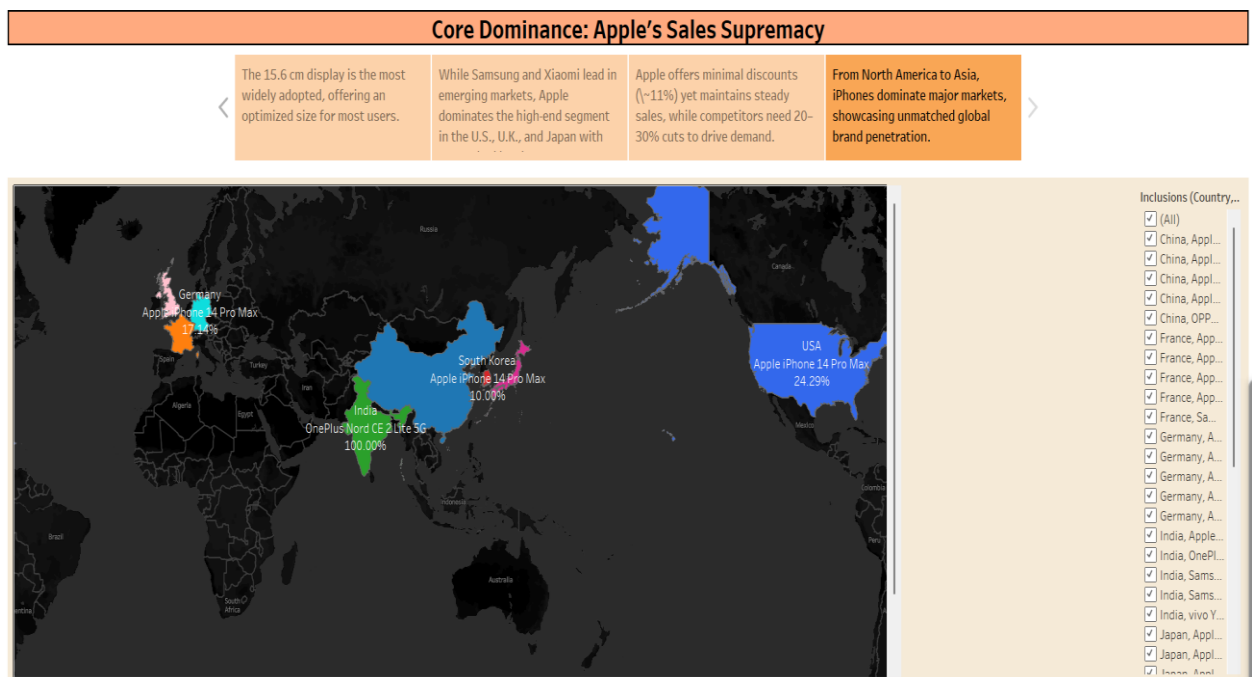 Core Dominance: Apple's Sales Supremacy
The 15.6 cm display is the most
widely adopted, offering an
optimized size for most users.
While Samsung and Xiaomi lead in
emerging markets, Apple
dominates the high-end segment
in the U.S., U.K., and Japan with
Apple offers minimal discounts
(\~11%) yet maintains steady
sales, while competitors need 20–
30% cuts to drive demand.
From North America to Asia,
iPhones dominate major markets,
showcasing unmatched global
brand penetration.
Russia
Canada
Germany
Apple iPhone 14 Pro Max
17.14%
Spain
Turkey
Iran
Algeria
Egypt
South Korea
Apple iPhone 14 Pro Max
10.00%
USA
Apple iPhone 14 Pro Max
24.29%
Mexico
India
OnePlus Nord CE 2 Lite 5G
100.00%
Colombia
Indonesia
Peru
Brazil
Australia
South
Africa
entina
Inclusions (Country,..
(All)
China, Appl...
China, Appl...
China, Appl...
China, Appl...
China, OPP...
France, App...
France, App...
France, App...
France, App...
France, Sa...
Germany, A...
Germany, A...
Germany, A...
Germany, A...
Germany, A...
India, Apple...
India, OnePl...
India, Sams...
India, Sams...
India, vivo Y...
Japan, Appl...
Japan, Appl...
Japan, Appl...